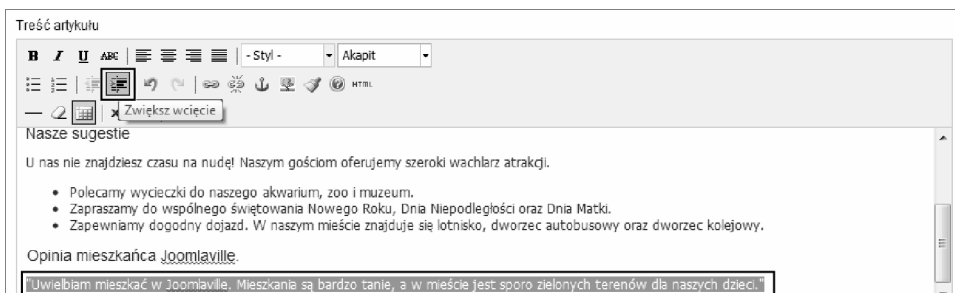 Treść artykułu
B I U ABC - Styl - Akapit
HTML
Zwiększ wcięcie
Nasze sugestie
U nas nie znajdziesz czasu na nudę! Naszym gościom oferujemy szeroki wachlarz atrakcji.
• Polecamy wycieczki do naszego akwarium, zoo i muzeum.
• Zapraszamy do wspólnego świętowania Nowego Roku, Dnia Niepodległości oraz Dnia Matki.
• Zapewniamy dogodny dojazd. W naszym mieście znajduje się lotnisko, dworzec autobusowy oraz dworzec kolejowy.
Opinia mieszkańca Joomlaville.
"Uwielbiam mieszkać w Joomlaville. Mieszkania są bardzo tanie, a w mieście jest sporo zielonych terenów dla naszych dzieci."